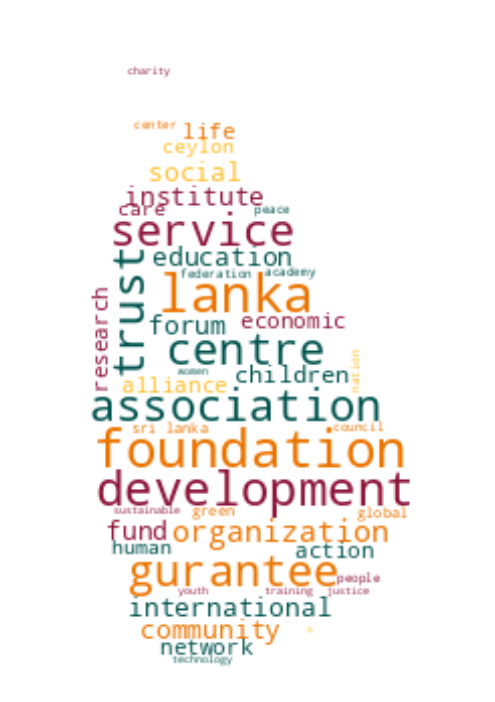 charity
center life
ceylon
social
institute
care peace
service
trust education
federation academy
lanka
research forum economic
centre
women children nation
alliance
association
sri lanka council
foundation
development
sustainable green global
fund organization
human action
gurantee people
youth training justice
international
community
network
technology